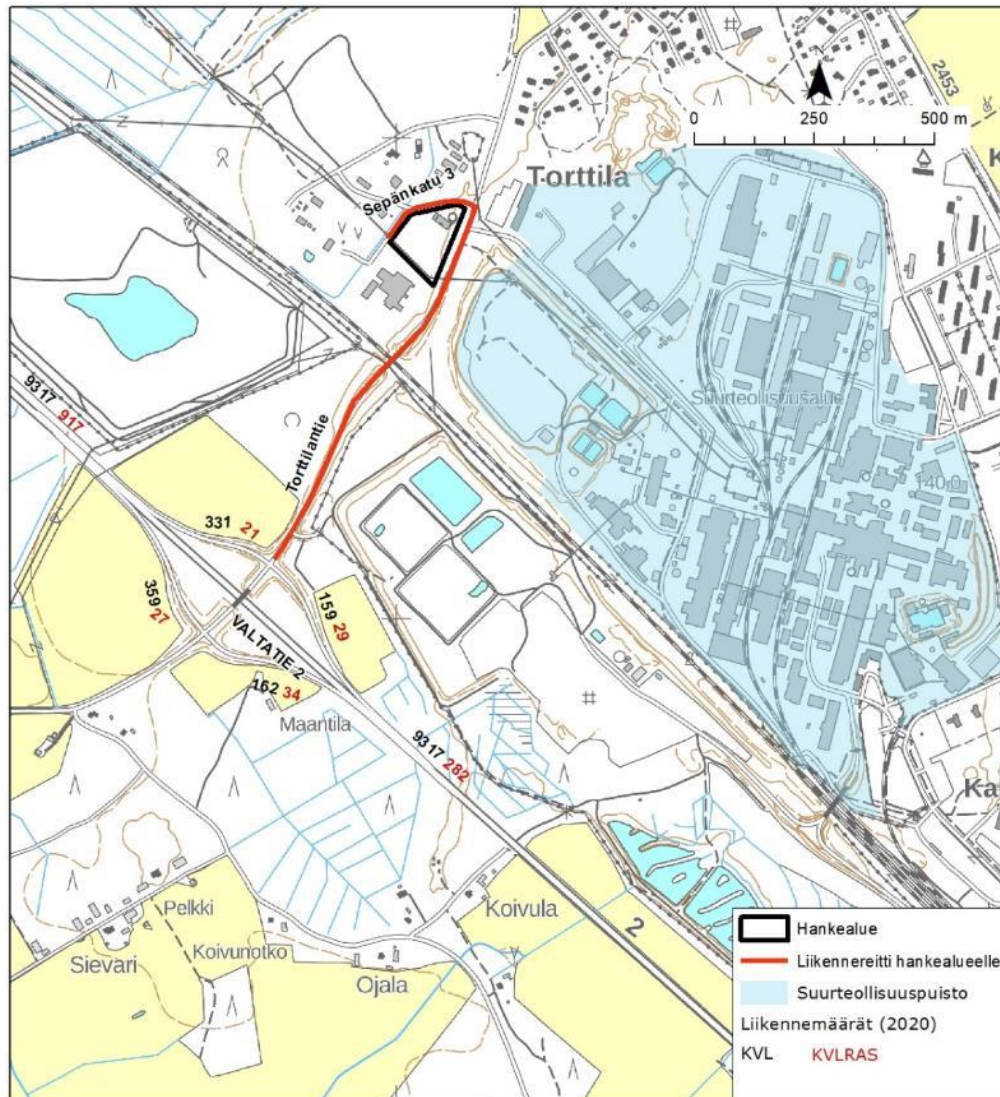 2453
0 250 500 m
K
Torttila
Sepänkatu 3
Suurteollisuusalue
140.0
9317 917
Torttilantie
331 21
359 27
159 29
VALTATIE 2
162 34
Maantila
9317 282
Ka
Pelkki
Koivula
2
Koivunotko
Sievari
Ojala
Hankealue
Liikennereitti hankealueelle
Suurteollisuuspuisto
Liikennemäärät (2020)
KVL KVLRAS